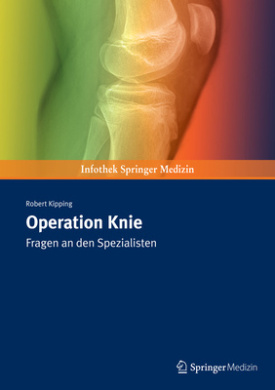 Infothek Springer Medizin
Robert Kipping
Operation Knie
Fragen an den Spezialisten
Springer Medizin